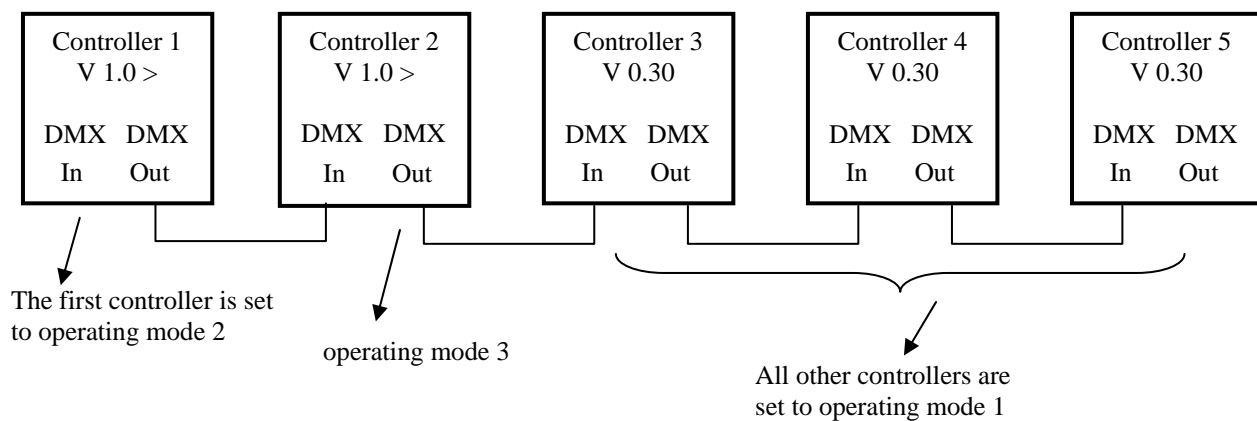 Controller 1
V 1.0 >
DMX DMX
In Out
Controller 2
V 1.0 >
DMX DMX
In Out
Controller 3
V 0.30
DMX DMX
In Out
Controller 4
V 0.30
DMX DMX
In Out
Controller 5
V 0.30
DMX DMX
In Out
The first controller is set
to operating mode 2
operating mode 3
All other controllers are
set to operating mode 1